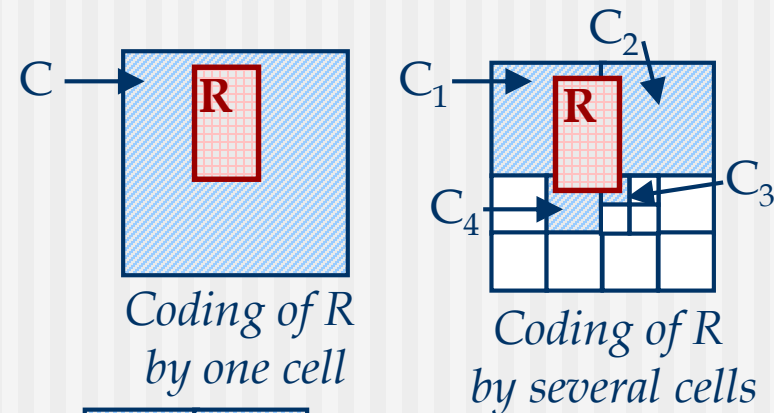 C
R
Coding of R
by one cell
C₂
C₁
R
C₃
C₄
Coding of R
by several cells